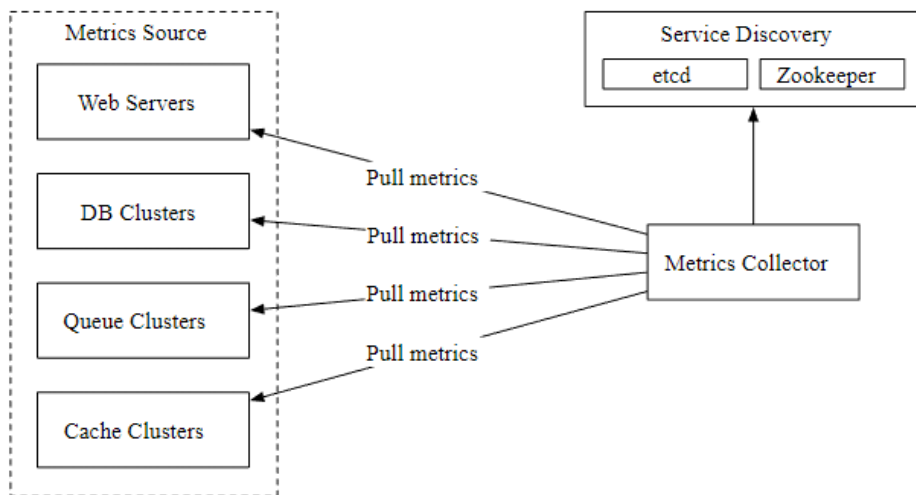 Metrics Source
Web Servers
DB Clusters
Queue Clusters
Cache Clusters
Pull metrics
Pull metrics
Pull metrics
Pull metrics
Service Discovery
etcd
Zookeeper
Metrics Collector